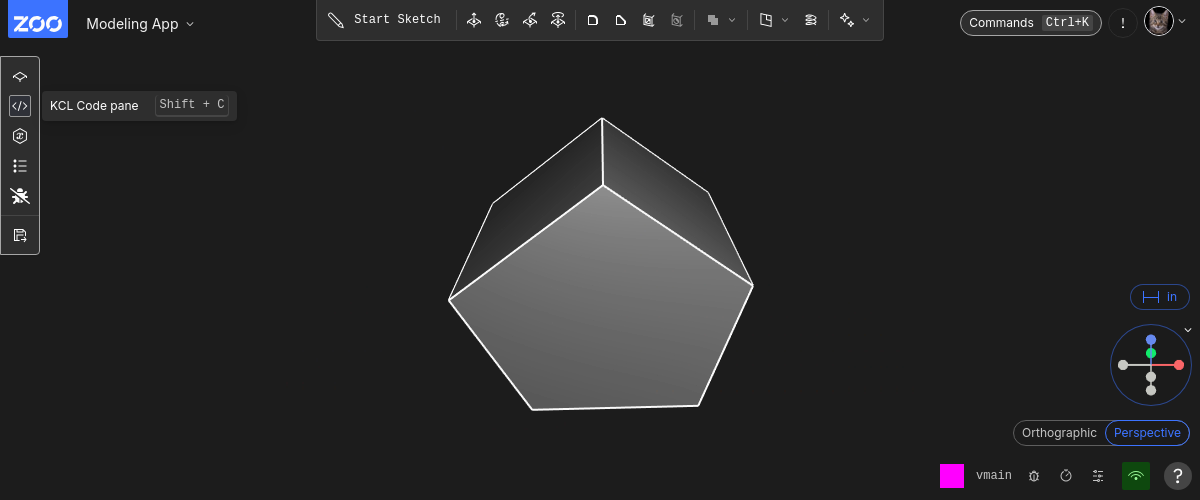 ZOO
Modeling App
Start Sketch
Commands Ctrl+K
!
KCL Code pane Shift + C
in
Orthographic Perspective
vmain
?